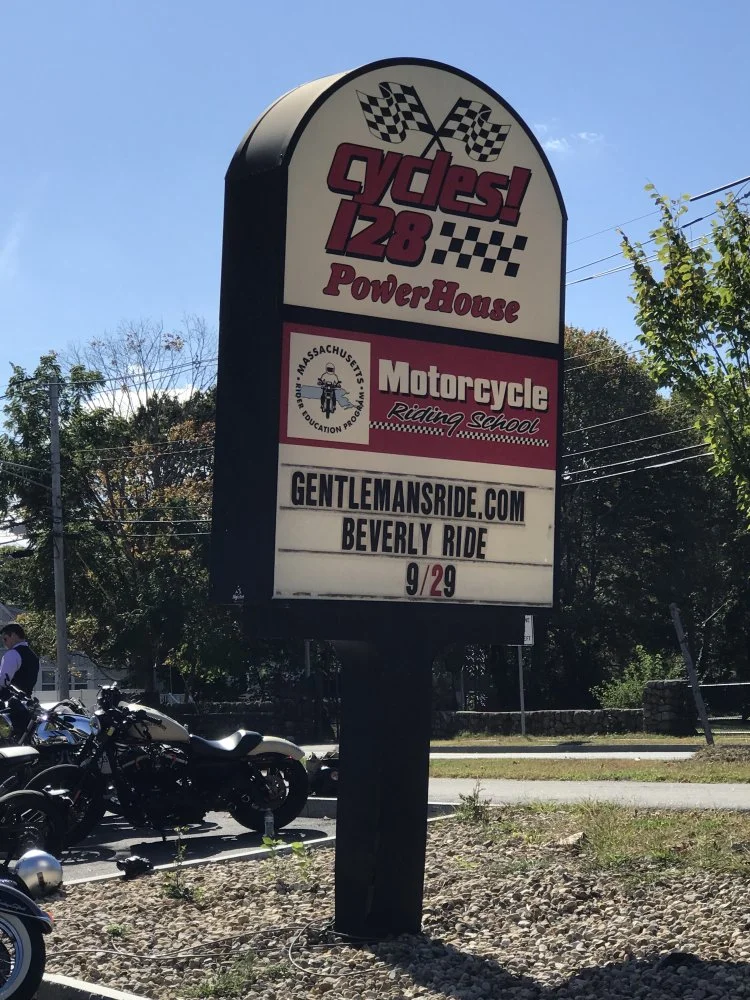 cycles!
128
PowerHouse
MASSACHUSETTS
RIDER EDUCATION PROGRAM
Motorcycle
Riding School
GENTLEMANSRIDE.COM
BEVERLY RIDE
9/29